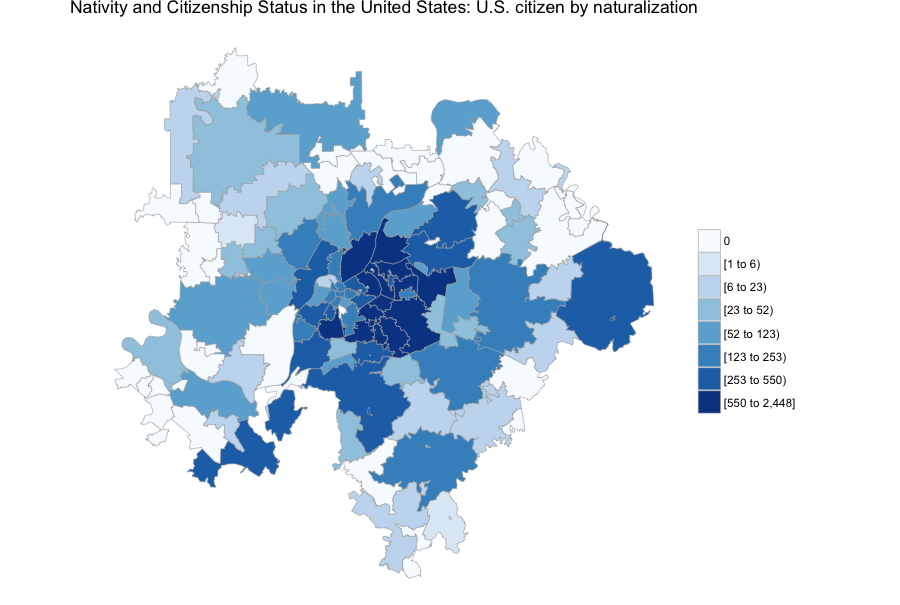 Nativity and Citizenship Status in the United States: U.S. citizen by naturalization
0
[1 to 6)
[6 to 23)
[23 to 52)
[52 to 123)
[123 to 253)
[253 to 550)
[550 to 2,448]